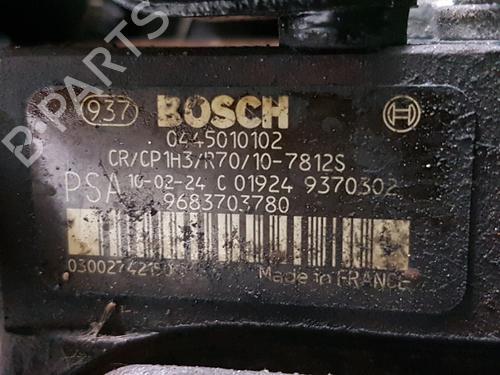 B PARTS
937 BOSCH
0445010102
CR/CP1H3/R70/10-7812S
PSA 10-02-24 C 01924 9370302
9683703780
Made in FRANCE